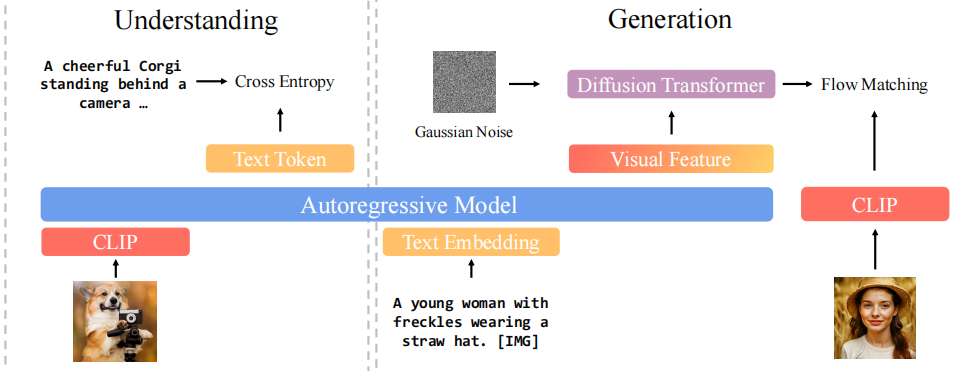 Understanding
A cheerful Corgi
standing behind a
camera …
Cross Entropy
Text Token
Generation
Gaussian Noise
Diffusion Transformer
Flow Matching
Visual Feature
Autoregressive Model
CLIP
CLIP
Text Embedding
A young woman with
freckles wearing a
straw hat. [IMG]